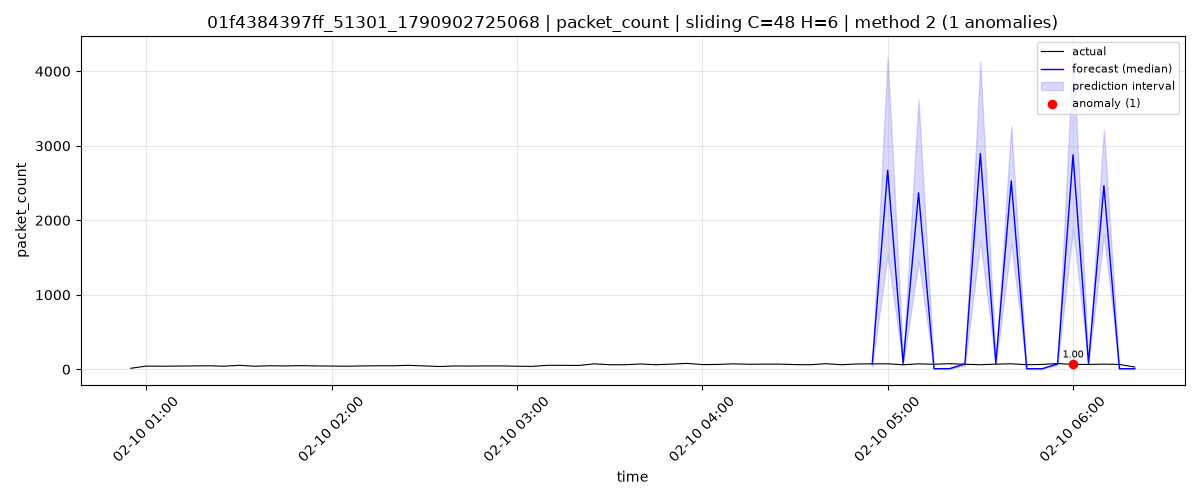 01f4384397ff_51301_1790902725068 | packet_count | sliding C=48 H=6 | method 2 (1 anomalies)
actual
forecast (median)
prediction interval
anomaly (1)
4000
3000
2000
1000
0
packet_count
1.00
02-10 01:00
02-10 02:00
02-10 03:00
02-10 04:00
02-10 05:00
02-10 06:00
time